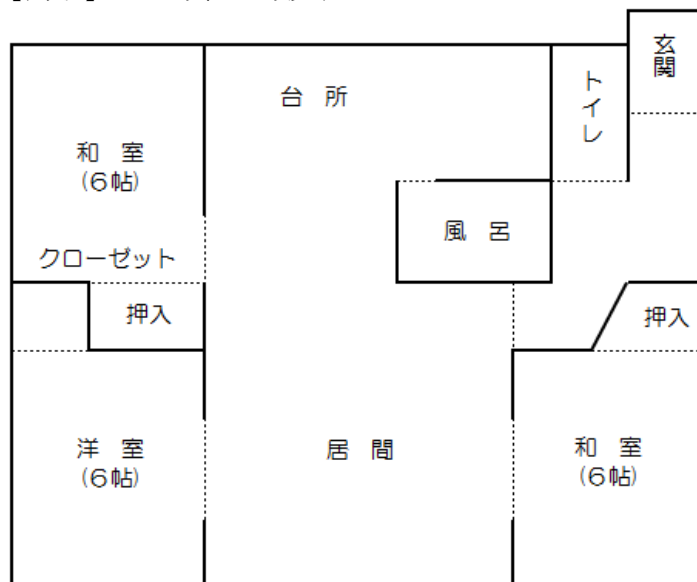 玄関
トイレ
台 所
和 室
(6帖)
風 呂
クローゼット
押入
押入
洋 室
(6帖)
居 間
和 室
(6帖)